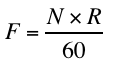 F = N × R / 60